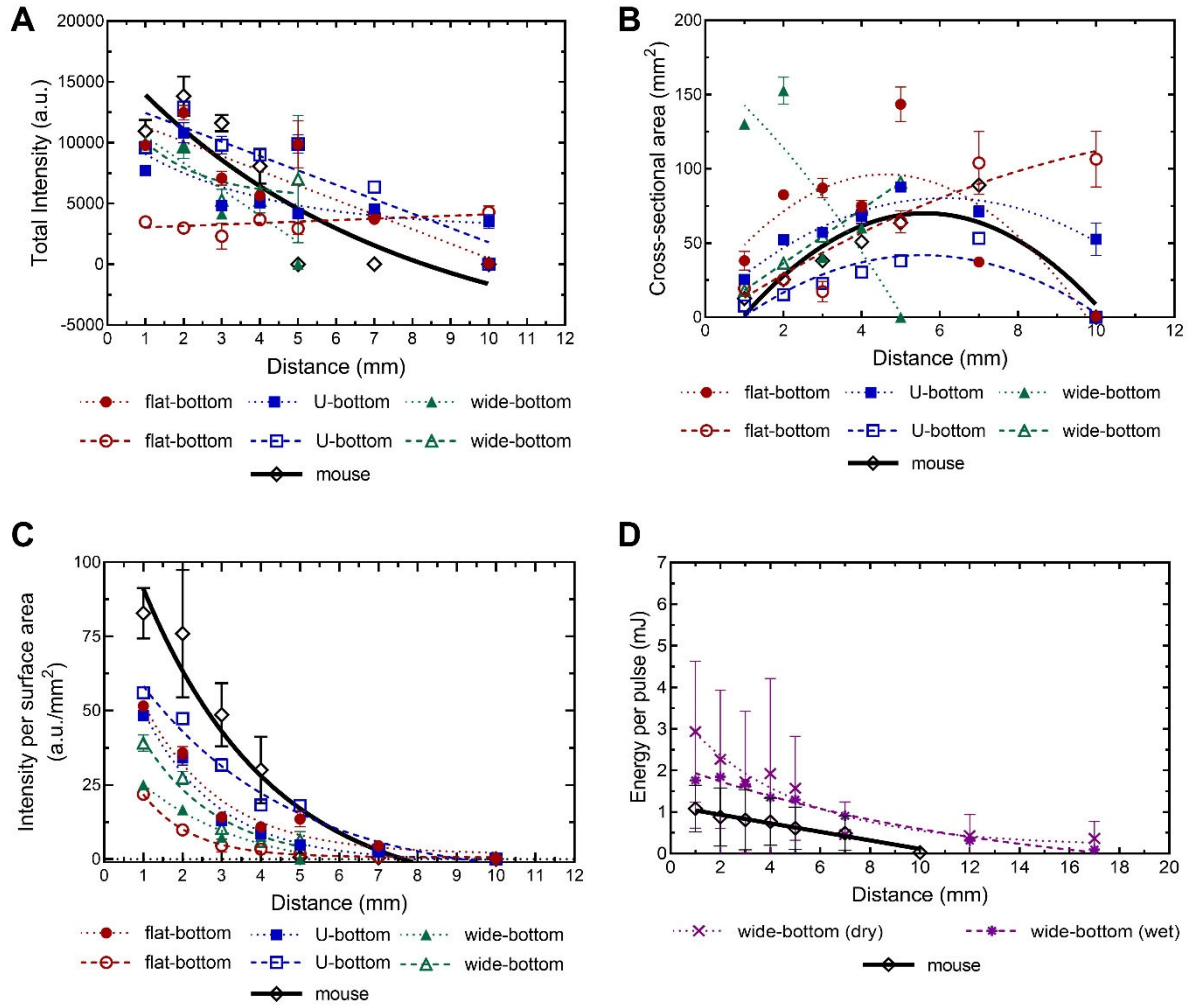 A
Total Intensity (a.u.)
20000
15000
10000
5000
0
-5000
0 1 2 3 4 5 6 7 8 9 10 11 12
Distance (mm)
flat-bottom U-bottom wide-bottom
flat-bottom U-bottom wide-bottom
mouse
B
Cross-sectional area (mm²)
200
150
100
50
0
0 2 4 6 8 10 12
Distance (mm)
flat-bottom U-bottom wide-bottom
flat-bottom U-bottom wide-bottom
mouse
C
Intensity per surface area
(a.u./mm²)
100
75
50
25
0
0 1 2 3 4 5 6 7 8 9 10 11 12
Distance (mm)
flat-bottom U-bottom wide-bottom
flat-bottom U-bottom wide-bottom
mouse
D
Energy per pulse (mJ)
7
6
5
4
3
2
1
0
0 2 4 6 8 10 12 14 16 18 20
Distance (mm)
wide-bottom (dry) wide-bottom (wet)
mouse